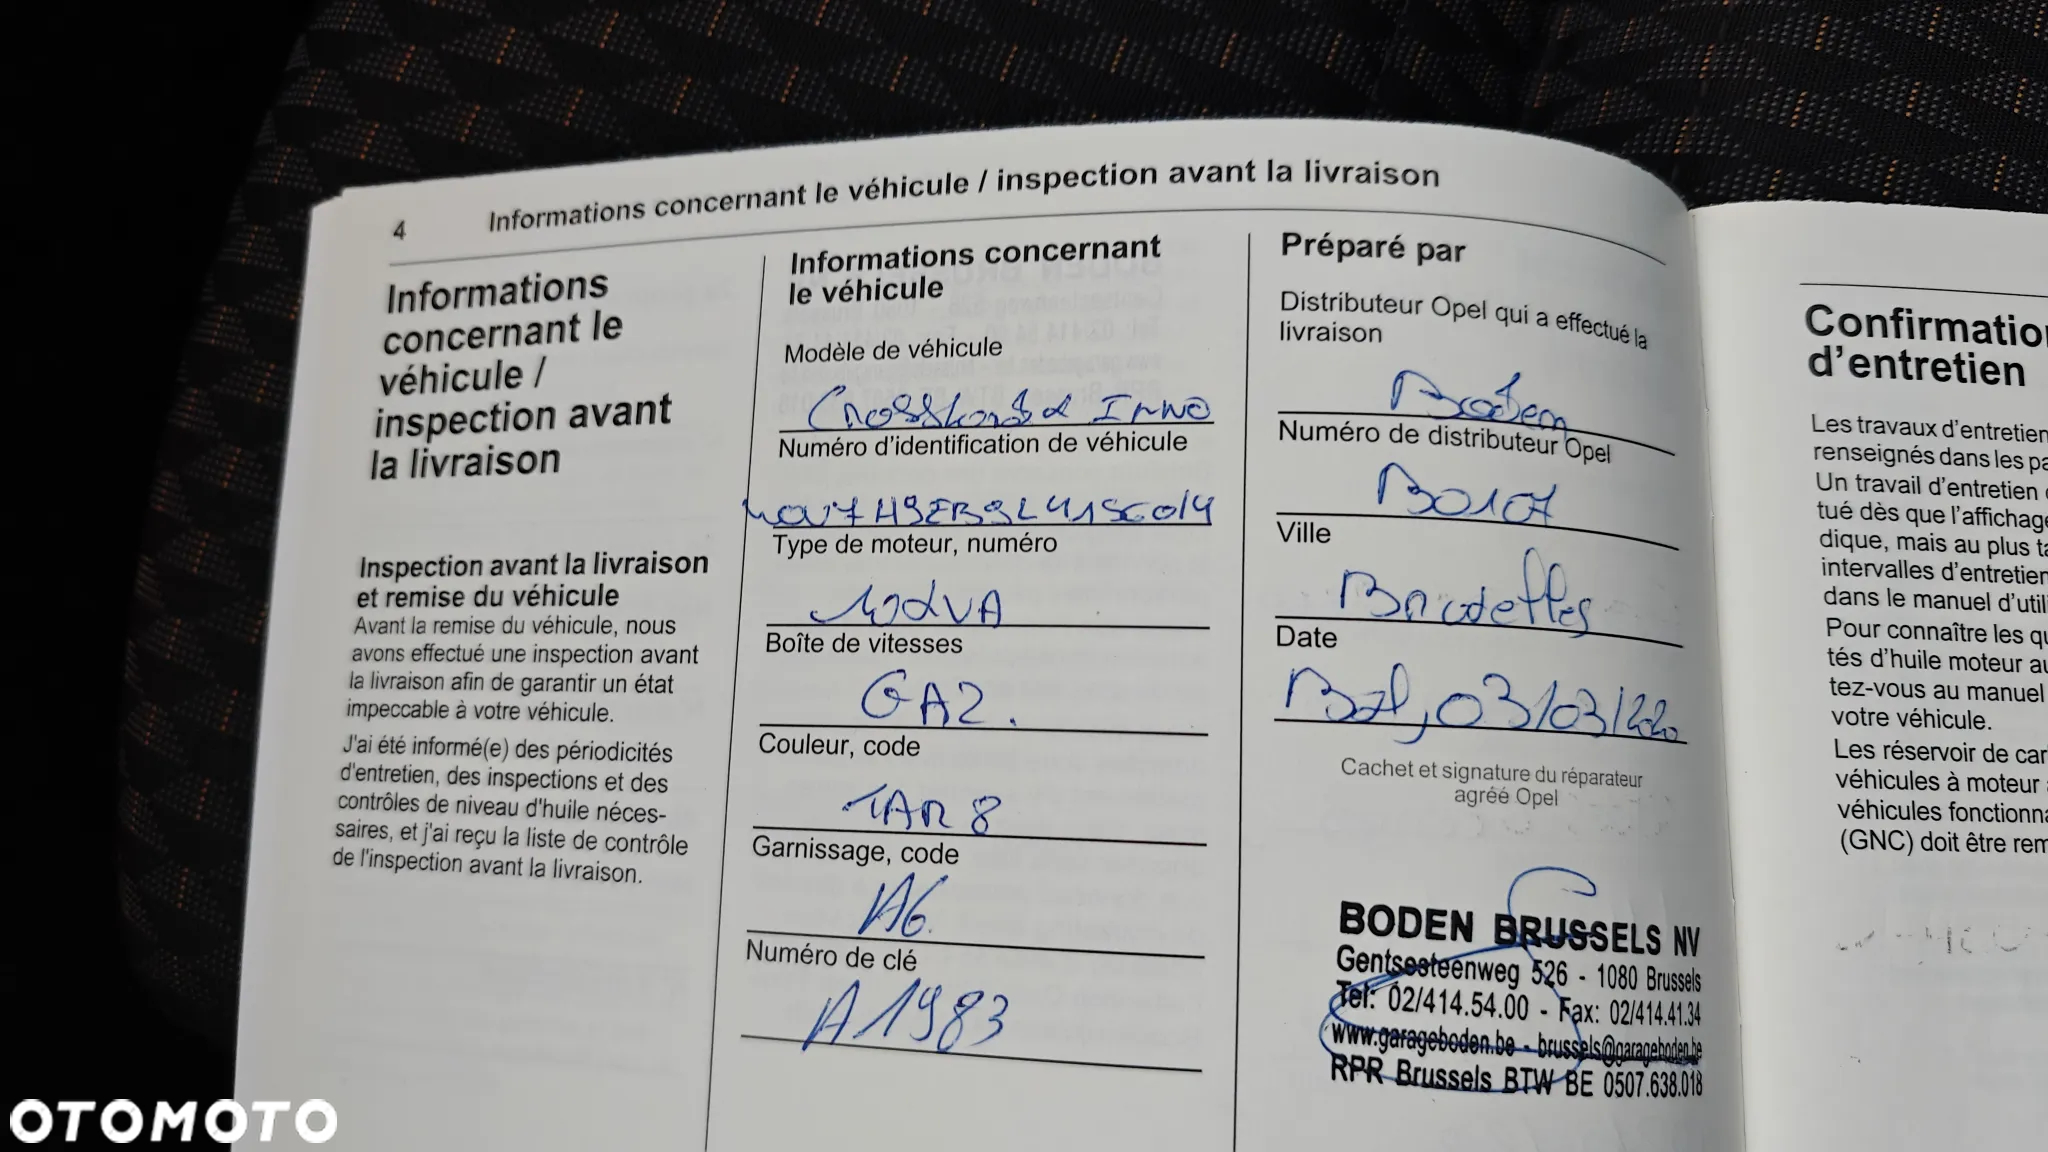 4 Informations concernant le véhicule / inspection avant la livraison
Informations
concernant le
véhicule /
inspection avant
la livraison
Inspection avant la livraison
et remise du véhicule
Avant la remise du véhicule, nous
avons effectué une inspection avant
la livraison afin de garantir un état
impeccable à votre véhicule.
J'ai été informé(e) des périodicités
d'entretien, des inspections et des
contrôles de niveau d'huile néces-
saires, et j'ai reçu la liste de contrôle
de l'inspection avant la livraison.
Informations concernant
le véhicule
Modèle de véhicule
Numéro d'identification de véhicule
Type de moteur, numéro
Boîte de vitesses
GA2.
Couleur, code
Garnissage, code
A6.
Numéro de clé
A1983
Préparé par
Distributeur Opel qui a effectué la
livraison
Boden
Numéro de distributeur Opel
B0107
Ville
Bruxelles
Date
Bxl, 03/03/2020
Cachet et signature du réparateur
agréé Opel
BODEN BRUSSELS NV
Gentsesteenweg 526 - 1080 Brussels
Tel: 02/414.54.00 - Fax: 02/414.41.34
www.garageboden.be - brussels@garageboden.be
RPR Brussels BTW BE 0507.638.018
Confirmation
d'entretien
Les travaux d'entretien
renseignés dans les pa
Un travail d'entretien
tué dès que l'affichage
dique, mais au plus ta
intervalles d'entretien
dans le manuel d'util
Pour connaître les qu
tés d'huile moteur au
tez-vous au manuel
votre véhicule.
Les réservoir de car
véhicules à moteur
véhicules fonctionna
(GNC) doit être rem
OTOMOTO